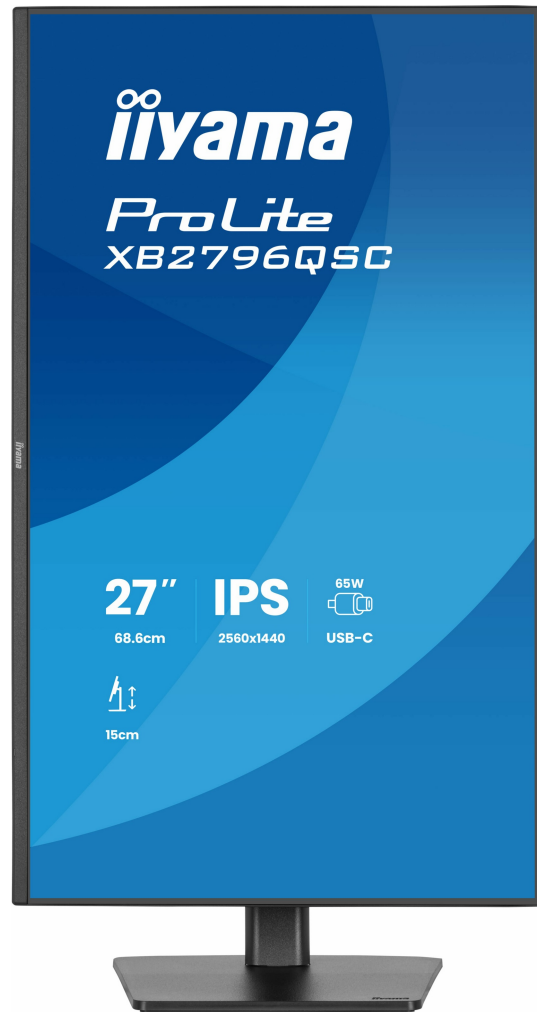 iiyama
ProLite
XB2796QSC
iiyama
27″ IPS 65W
68.6cm 2560x1440 USB-C
15cm
iiyama